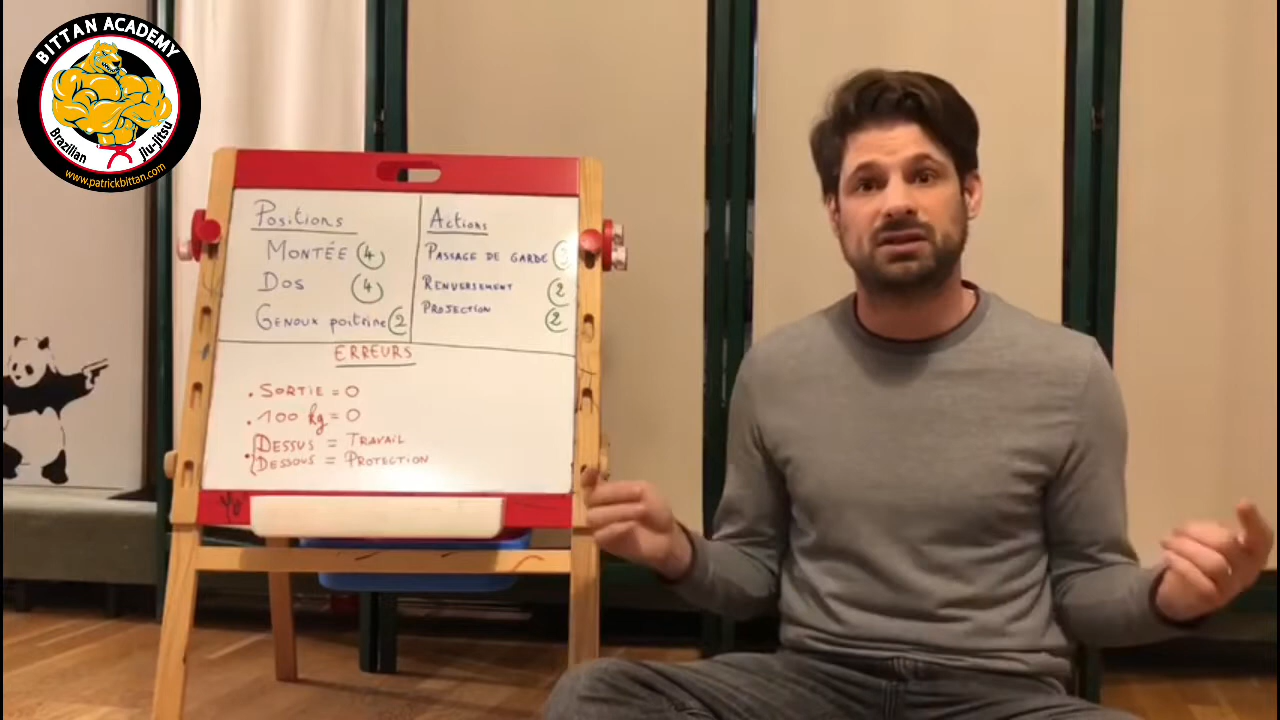 BITTAN ACADEMY
Brazilian Jiu-Jitsu
www.patrickbittan.com
Positions
MONTÉE 4
DOS 4
GENOUX poitrine 2
Actions
PASSAGE DE GARDE 3
RENVERSEMENT 2
PROJECTION 2
ERREURS
. SORTIE = 0
. 100 kg = 0
. DESSUS = TRAVAIL
DESSOUS = PROTECTION